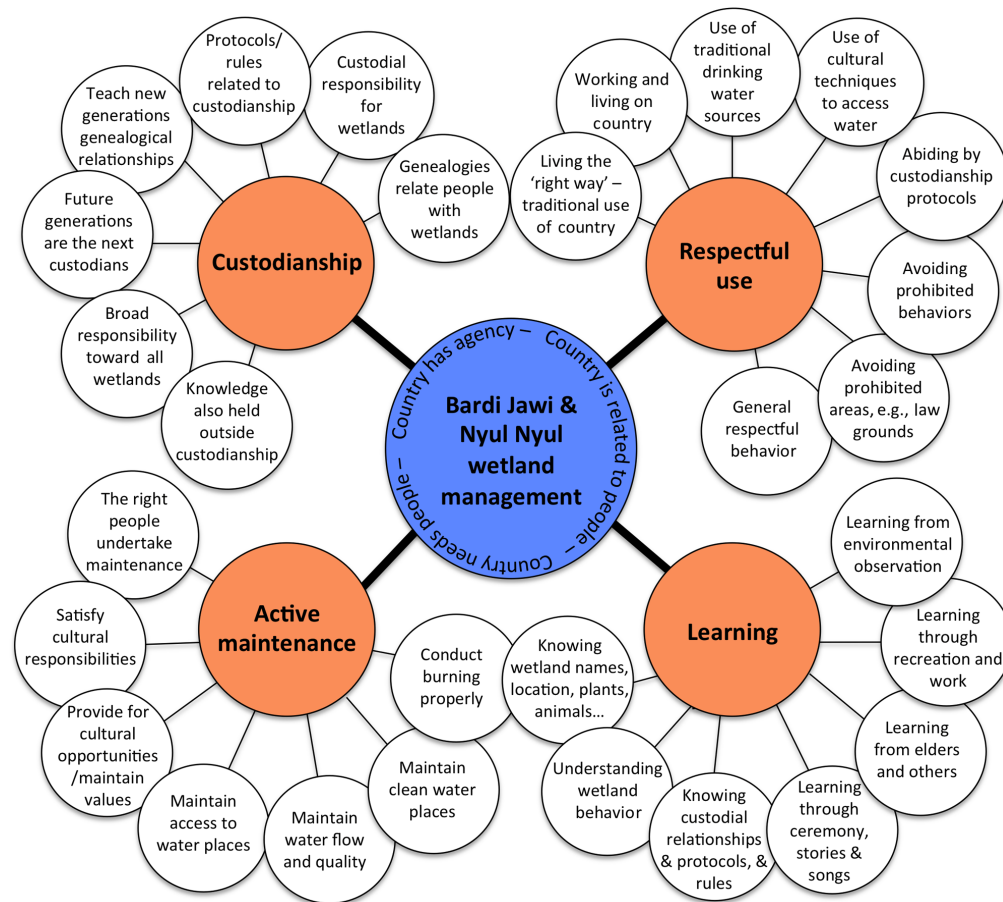 Protocols/
rules
related to
custodianship
Custodial
responsibility
for
wetlands
Teach new
generations
genealogical
relationships
Genealogies
relate people
with
wetlands
Future
generations
are the next
custodians
Custodianship
Broad
responsibility
toward all
wetlands
Knowledge
also held
outside
custodianship
Use of
traditional
drinking
water
sources
Use of
cultural
techniques
to access
water
Working and
living on
country
Living the
‘right way’ –
traditional use
of country
Abiding by
custodianship
protocols
Respectful
use
Avoiding
prohibited
behaviors
Avoiding
prohibited
areas, e.g., law
grounds
General
respectful
behavior
Country has agency – Country is related to people – Country needs people –
Bardi Jawi &
Nyul Nyul
wetland
management
The right
people
undertake
maintenance
Satisfy
cultural
responsibilities
Active
maintenance
Provide for
cultural
opportunities
/maintain
values
Maintain
access to
water places
Maintain
water flow
and quality
Maintain
clean water
places
Conduct
burning
properly
Learning from
environmental
observation
Learning
through
recreation and
work
Learning
Knowing
wetland names,
location, plants,
animals...
Learning
from elders
and others
Understanding
wetland
behavior
Knowing
custodial
relationships
& protocols, &
rules
Learning
through
ceremony,
stories &
songs